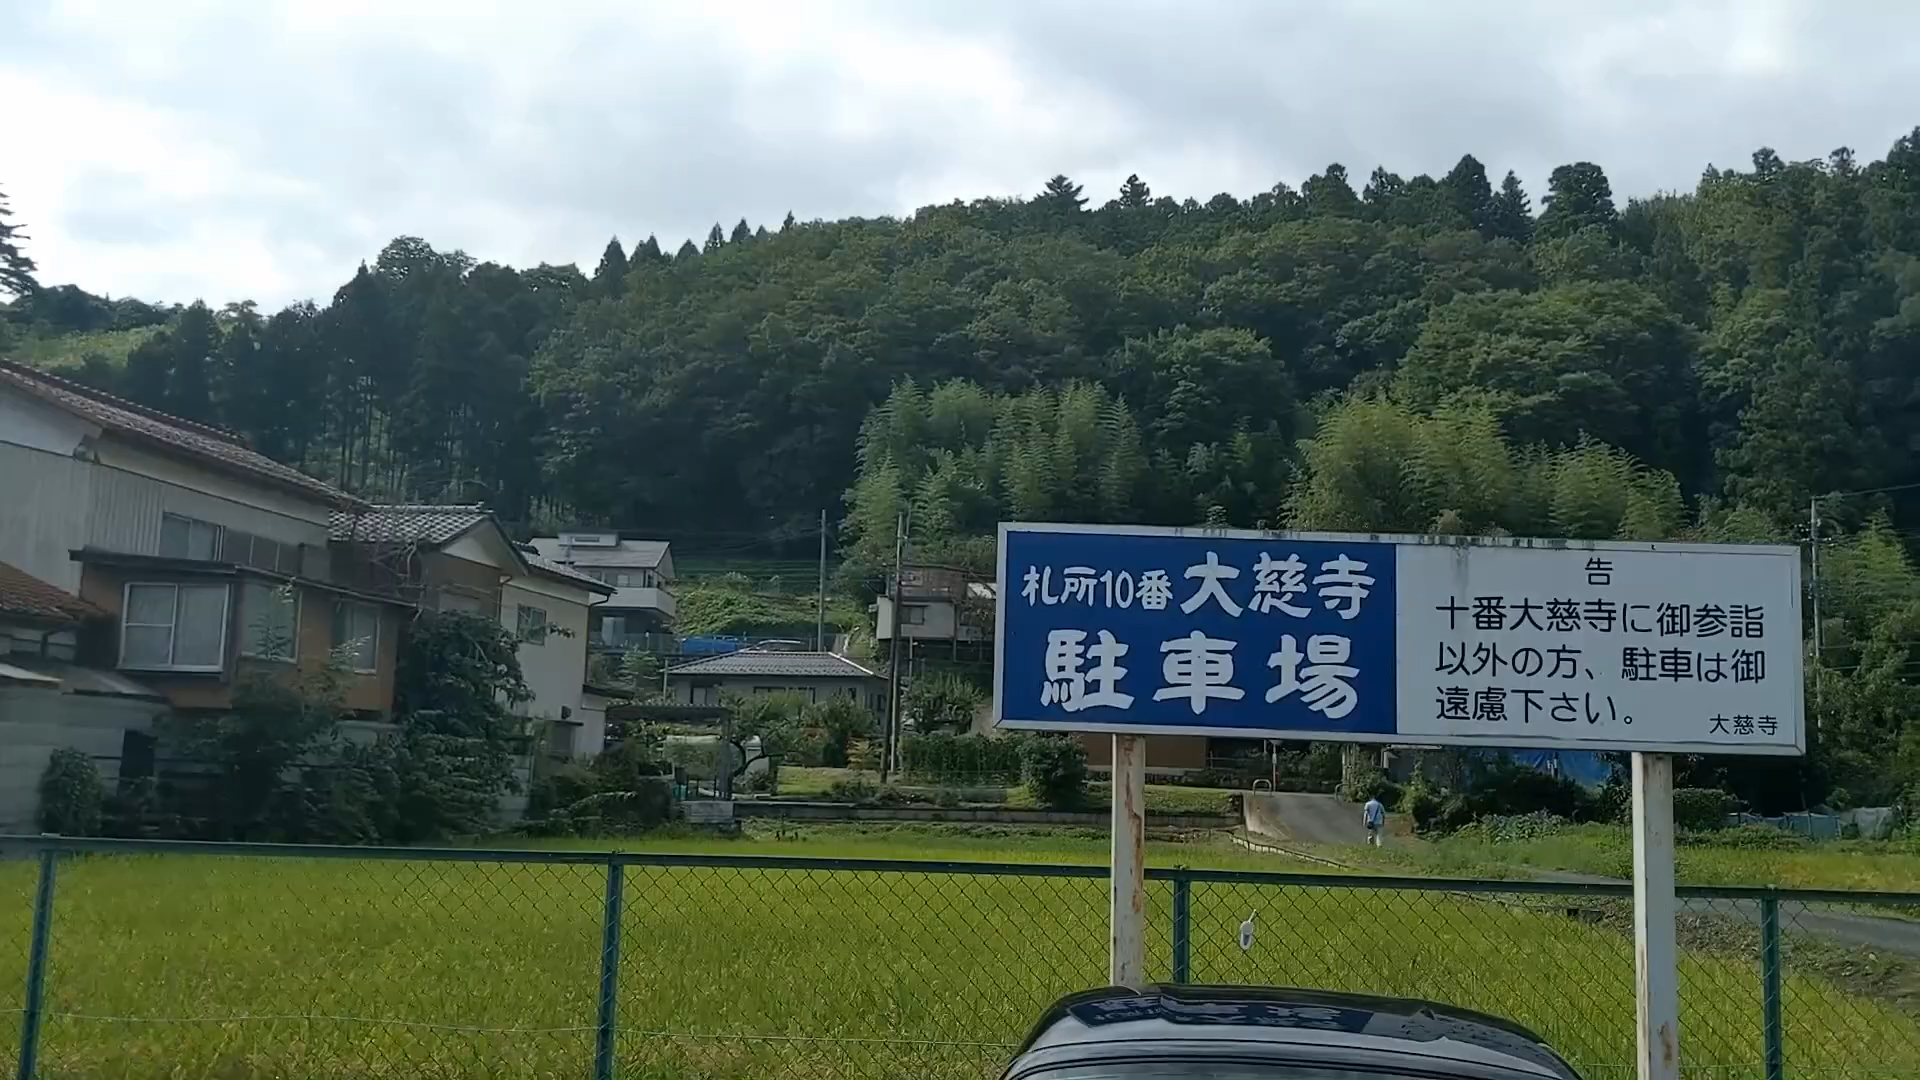 札所10番大慈寺
駐車場
告
十番大慈寺に御参詣
以外の方、駐車は御
遠慮下さい。
大慈寺